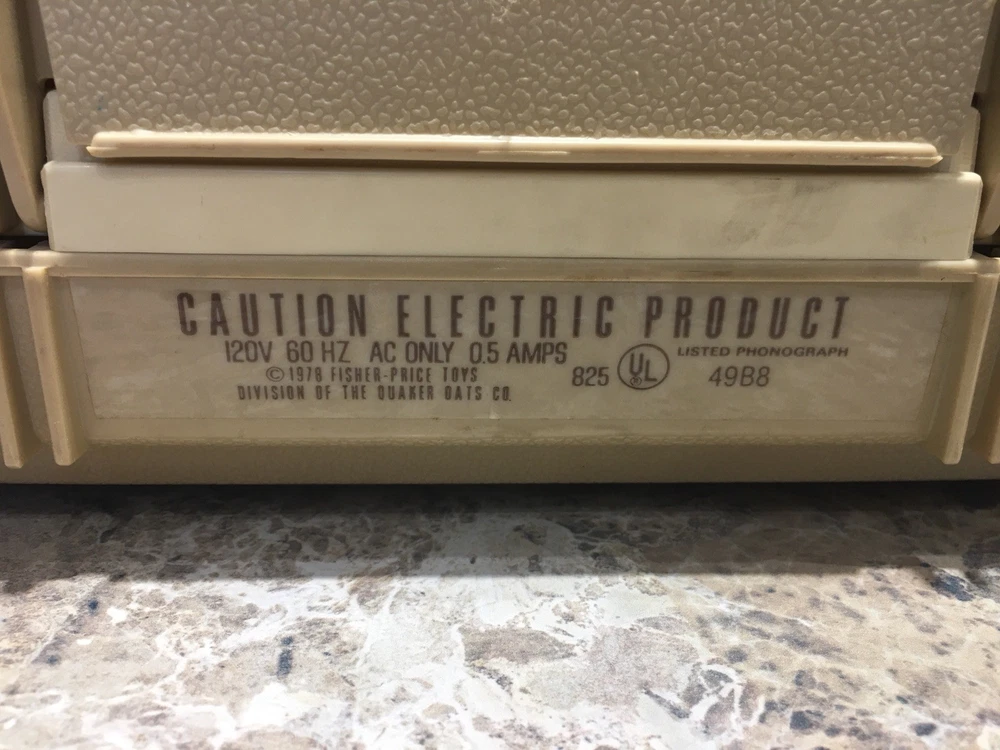 CAUTION ELECTRIC PRODUCT
120V 60 HZ AC ONLY 0.5 AMPS
© 1978 FISHER-PRICE TOYS
DIVISION OF THE QUAKER OATS CO.
825 UL ® LISTED PHONOGRAPH
49B8